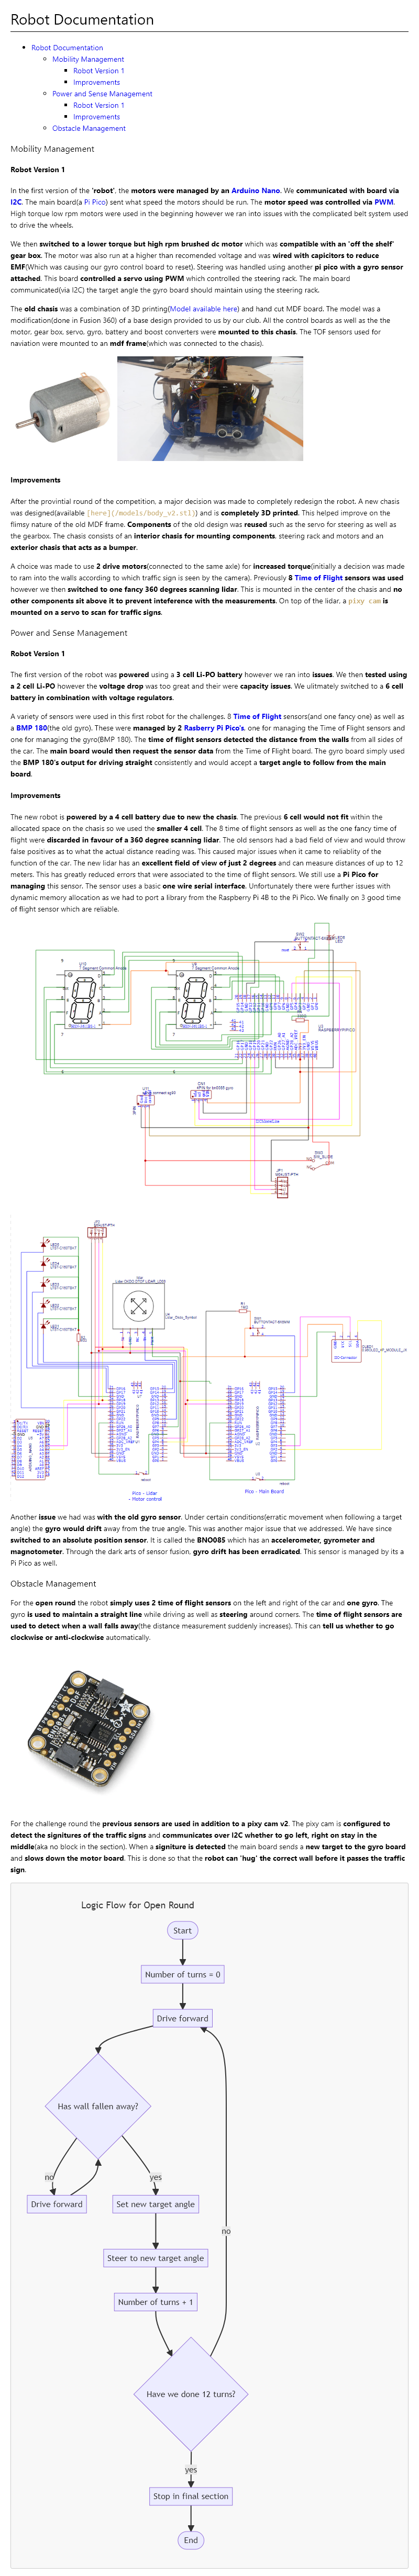 Robot Documentation
Robot Documentation
Mobility Management
Robot Version 1
Improvements
Power and Sense Management
Robot Version 1
Improvements
Obstacle Management
Mobility Management
Robot Version 1
In the first version of the 'robot', the motors were managed by an Arduino Nano. We communicated with board via
I2C. The main board(a Pi Pico) sent what speed the motors should be run. The motor speed was controlled via PWM.
High torque low rpm motors were used in the beginning however we ran into issues with the complicated belt system used
to drive the wheels.
We then switched to a lower torque but high rpm brushed dc motor which was compatible with an 'off the shelf'
gear box. The motor was also run at a higher than rated voltage and was wired with capicitors to reduce
EMF(Which was causing our gyro control board to reset). Steering was handled using another pi pico with a gyro sensor
attached. This board controlled a servo using PWM which controlled the steering rack. The main board
communicated(via I2C) the target angle the gyro board should maintain using the steering rack.
The old chasis was a combination of 3D printing(Model available here) and hand cut MDF board. The model was a
modification(done in Fusion 360) of a base design provided to us by our club. All the control boards as well as the the
motor, gear box, servo, gyro, battery and boost converters were mounted to this chasis. The TOF sensors used for
naviation were mounted to an mdf frame(which was connected to the chasis).
Improvements
After the provintial round of the competition, a major decision was made to completely redesign the robot. A new chasis
was designed(available [here](/models/body_v2.stl)) and is completely 3D printed. This helped improve on the
flimsy nature of the old MDF frame. Components of the old design was reused such as the servo for steering as well as
the gearbox. The chasis consists of an interior chasis for mounting components, steering rack and motors and an
exterior chasis that acts as a bumper.
A choice was made to use 2 drive motors(connected to the same axle) for increased torque(initially a decision was made
to ram into the walls according to which traffic sign is seen by the camera). Previously 8 Time of Flight sensors was used
however we then switched to one fancy 360 degrees scanning lidar. This is mounted in the center of the chasis and no
other components sit above it to prevent inteference with the measurements. On top of the lidar, a pixy cam is
mounted on a servo to scan for traffic signs.
Power and Sense Management
Robot Version 1
The first version of the robot was powered using a 3 cell Li-PO battery however we ran into issues. We then tested using
a 2 cell Li-PO however the voltage drop was too great and their were capacity issues. We ulitmately switched to a 6 cell
battery in combination with voltage regulators.
A variety of sensors were used in this first robot for various purposes. 8 Time of Flight sensors(and one fancy one) as well as
a BMP 180(the old gyro). These were managed by 2 Rasberry Pi Pico's, one for managing the Time of Flight sensors and
one for managing the gyro(BMP 180). The time of flight sensors detected the distance from the walls from all sides of
the car. The main board would then request the sensor data from the Time of Flight board. The gyro board simply used
the BMP 180's output for driving straight consistently and would accept a target angle to follow from the main
board.
Improvements
The new robot is powered by a 4 cell battery due to new the chasis. The previous 6 cell would not fit within the
allocated space on the chasis so we used the smaller 4 cell. The 8 time of flight sensors as well as the one fancy time of
flight were discarded in favour of a 360 degree scanning lidar. The old sensors had a bad field of view and would throw
false positives as to where the distance reading was. This caused major issues when in it came to reliability of the
function of the car. The new lidar has an excellent field of view of just 2 degrees and can measure distances of up to 12
meters. This has greatly reduced errors that were associated to the time of flight sensors. We still use a Pi Pico for
managing this sensor. The sensor uses a basic one wire serial interface. Unfortunately there were further issues with
dynamic memory allocation as we had to port a library from the Raspberry Pi 4B to the Pi Pico. We finally on 3 good time
of flight sensor which are reliable.
7 Segment Common Anode
7 Segment Common Anode
Pico - Lidar
- Motor control
Pico - Main Board
Another issue we had was with the old gyro sensor. Under certain conditions(erratic movement when following a target
angle) the gyro would drift away from the true angle. This was another major issue that we addressed. We have since
switched to an absolute position sensor. It is called the BNO085 which has an accelerometer, gyrometer and
magnotometer. Through the dark arts of sensor fusion, gyro drift has been erradicated. This sensor is managed by its a
Pi Pico as well.
Obstacle Management
For the open round the robot simply uses 2 time of flight sensors on the left and right of the car and one gyro. The
gyro is used to maintain a straight line while driving as well as steering around corners. The time of flight sensors are
used to detect when a wall falls away(the distance measurement suddenly increases). This can tell us whether to go
clockwise or anti-clockwise automatically.
For the challenge round the previous sensors are used in addition to a pixy cam v2. The pixy cam is configured to
detect the signitures of the traffic signs and communicates over I2C whether to go left, right on stay in the
middle(aka no block in the section). When a signiture is detected the main board sends a new target to the gyro board
and slows down the motor board. This is done so that the robot can 'hug' the correct wall before it passes the traffic
sign.
Logic Flow for Open Round
Start
Number of turns = 0
Drive forward
Has wall fallen away?
no
yes
Drive forward
Set new target angle
no
Steer to new target angle
Number of turns + 1
Have we done 12 turns?
yes
Stop in final section
End